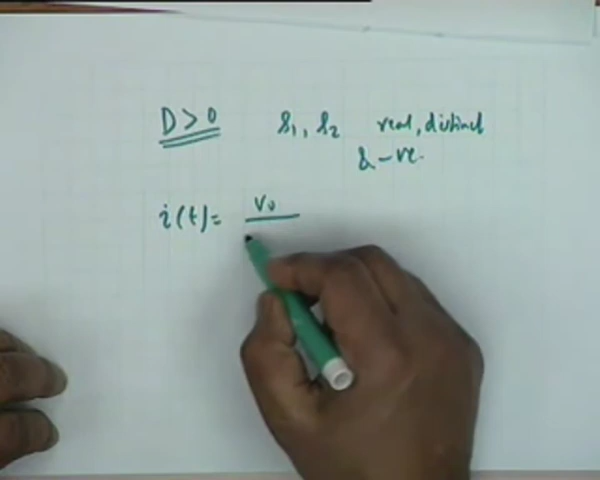 D > 0 s₁, s₂ real, distinct
& -ve.
i(t) = V₀